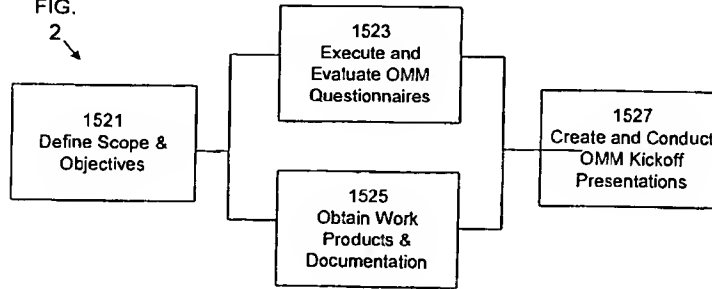 FIG.
2
1523
Execute and
Evaluate OMM
Questionnaires
1521
Define Scope &
Objectives
1527
Create and Conduct
OMM Kickoff
Presentations
1525
Obtain Work
Products &
Documentation